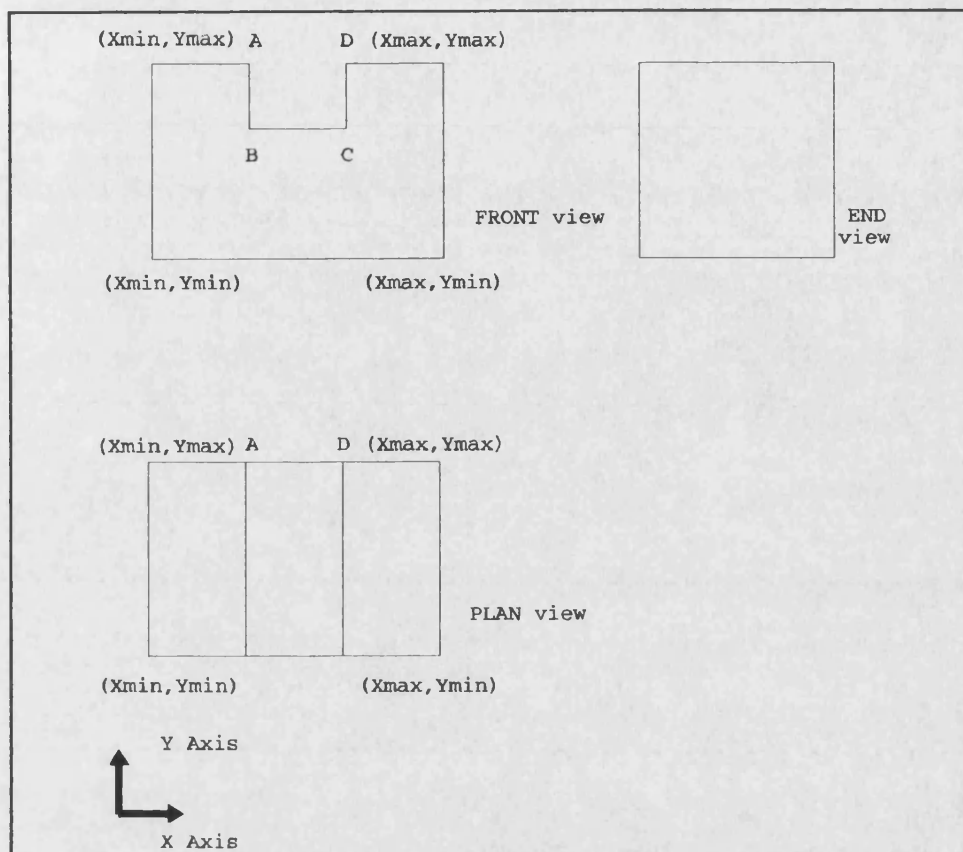 (Xmin,Ymax) A D (Xmax,Ymax)
B C
FRONT view
END
view
(Xmin,Ymin) (Xmax,Ymin)
(Xmin,Ymax) A D (Xmax,Ymax)
PLAN view
(Xmin,Ymin) (Xmax,Ymin)
Y Axis
X Axis